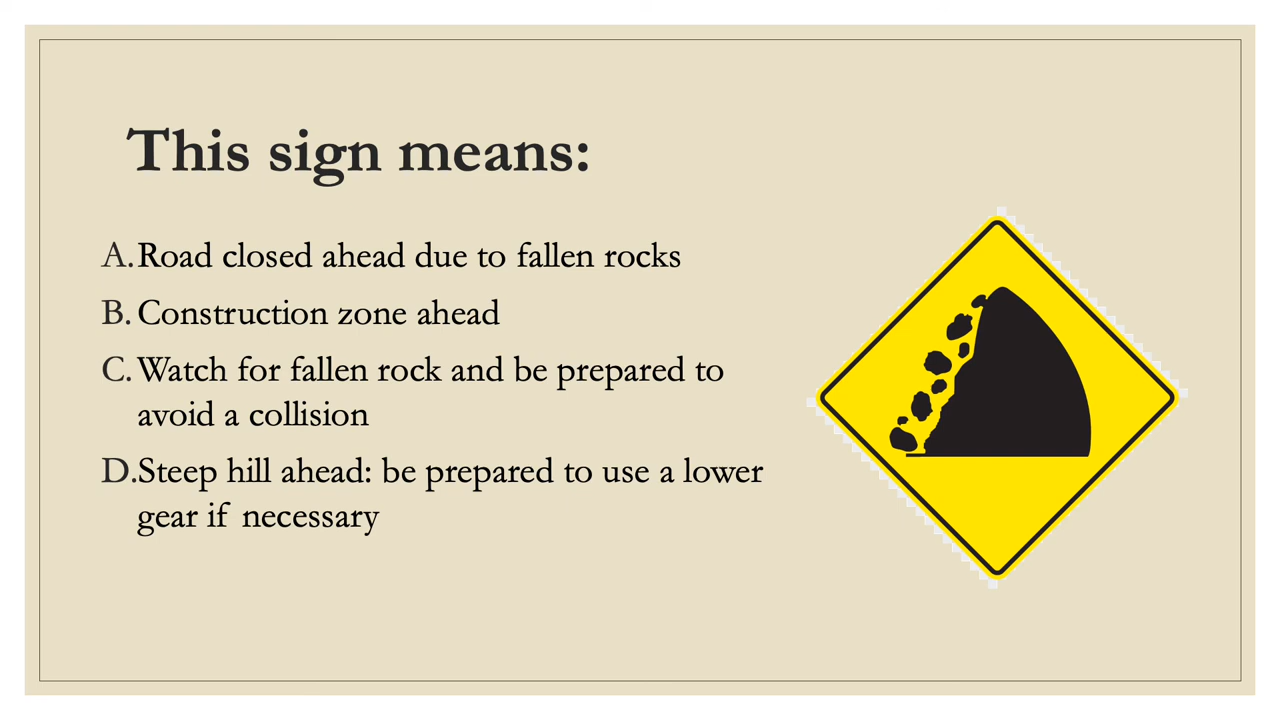 This sign means:
A. Road closed ahead due to fallen rocks
B. Construction zone ahead
C. Watch for fallen rock and be prepared to
avoid a collision
D. Steep hill ahead: be prepared to use a lower
gear if necessary